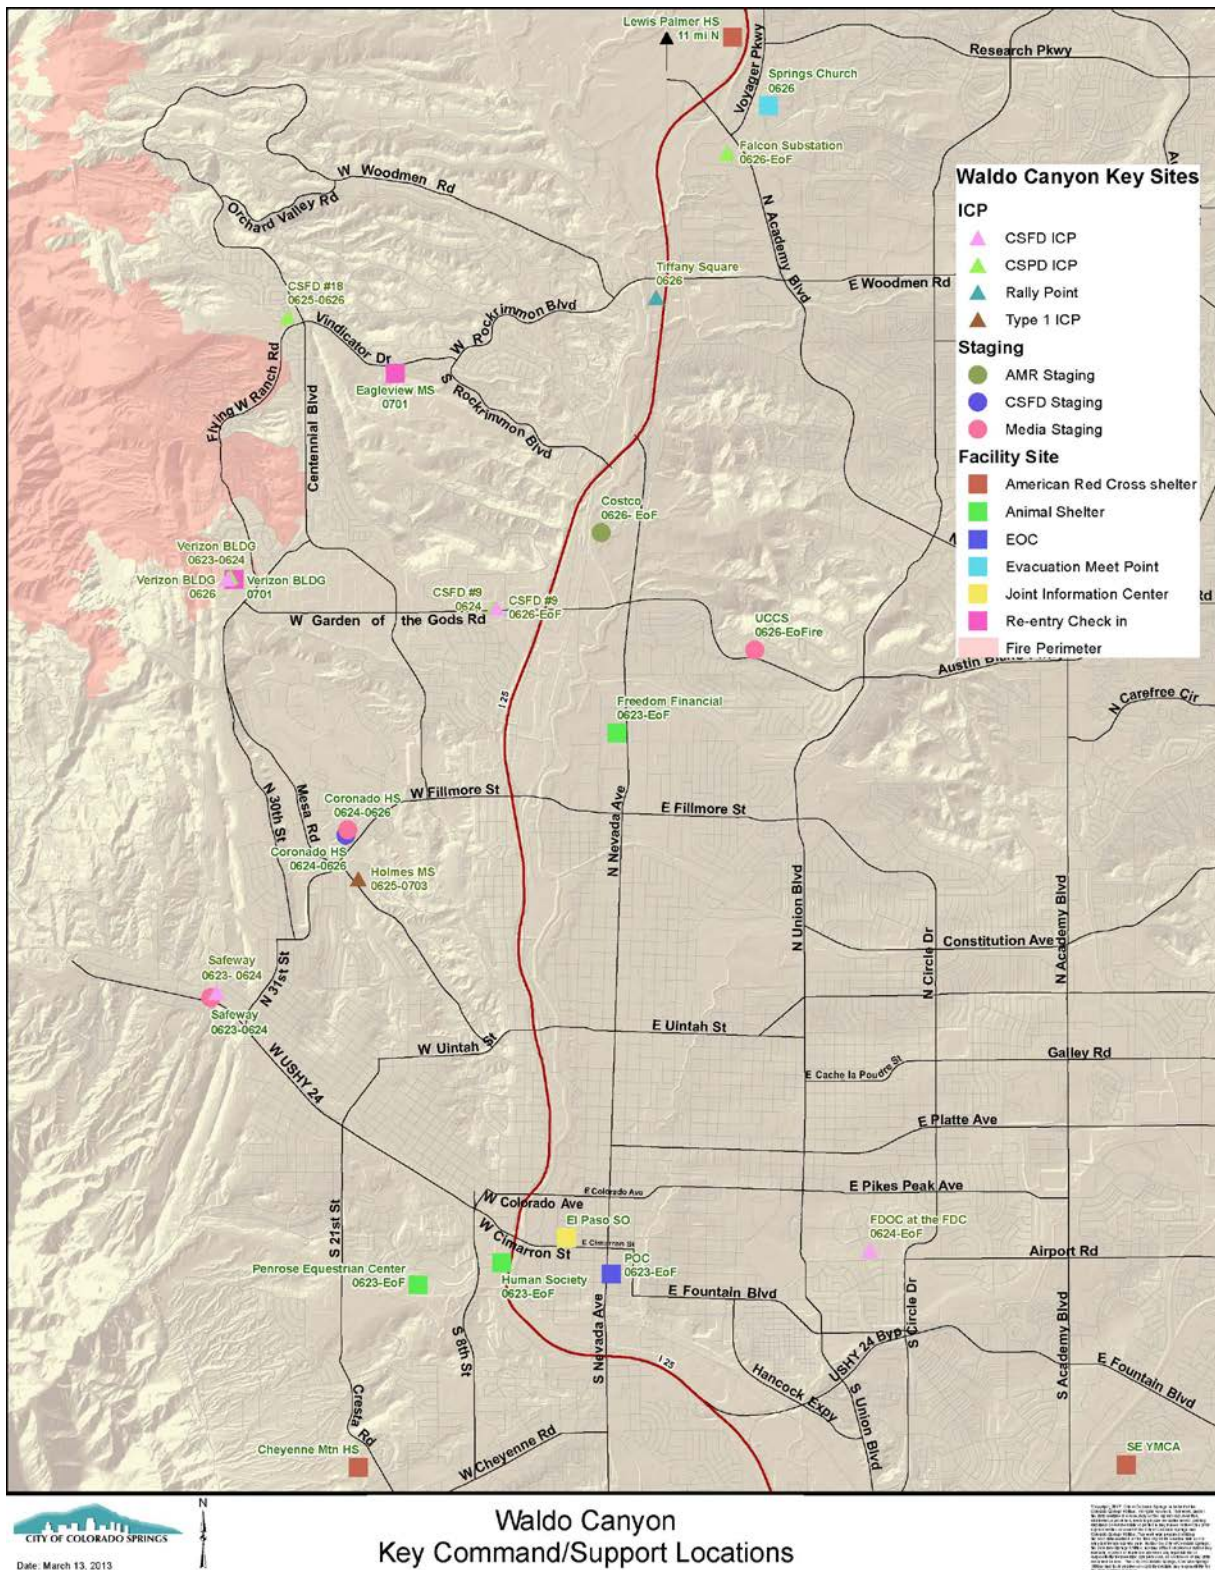 Lewis Palmer HS
11 mi N
Research Pkwy
Voyager Pkwy
Springs Church
0626
Falcon Substation
0626-EoF
W Woodmen Rd
Orchard Valley Rd
N Academy Blvd
Waldo Canyon Key Sites
ICP
CSFD ICP
CSPD ICP
Rally Point
Type 1 ICP
Staging
AMR Staging
CSFD Staging
Media Staging
Facility Site
American Red Cross shelter
Animal Shelter
EOC
Evacuation Meet Point
Joint Information Center
Re-entry Check in
Fire Perimeter
Tiffany Square
0626
E Woodmen Rd
CSFD #18
0625-0626
Vindicator Dr
W Rockrimmon Blvd
Flying W Ranch Rd
Eagleview MS
0701
S Rockrimmon Blvd
Centennial Blvd
Costco
0626- EoF
Verizon BLDG
0623-0624
Verizon BLDG
0626
Verizon BLDG
0701
CSFD #9
0624
CSFD #9
0626-EoF
W Garden of the Gods Rd
Rd
UCCS
0626-EoFire
Austin
N Carefree Cir
I 25
Freedom Financial
0623-EoF
N 30th St
Mesa Rd
Coronado HS
0624-0626
W Fillmore St
E Fillmore St
Coronado HS
0624-0626
N Nevada Ave
Holmes MS
0625-0703
N Union Blvd
N Circle Dr
Constitution Ave
N Academy Blvd
Safeway
0623- 0624
N 31st St
Safeway
0623-0624
W USHY 24
W Uintah St
E Uintah St
Galley Rd
E Cache la Poudre St
E Platte Ave
E Pikes Peak Ave
E Colorado Ave
W Colorado Ave
S 21st St
El Paso SO
W Cimarron St
E Cimarron St
FDOC at the FDC
0624-EoF
Airport Rd
Penrose Equestrian Center
0623-EoF
Human Society
0623-EoF
POC
0623-EoF
E Fountain Blvd
S 8th St
S Nevada Ave
I 25
USHY 24 Byp
S Circle Dr
S Academy Blvd
E Fountain Blvd
Hancock Expy
S Union Blvd
Cresta Rd
Cheyenne Mtn HS
W Cheyenne Rd
SE YMCA
CITY OF COLORADO SPRINGS
Date: March 13, 2013
N
Waldo Canyon
Key Command/Support Locations